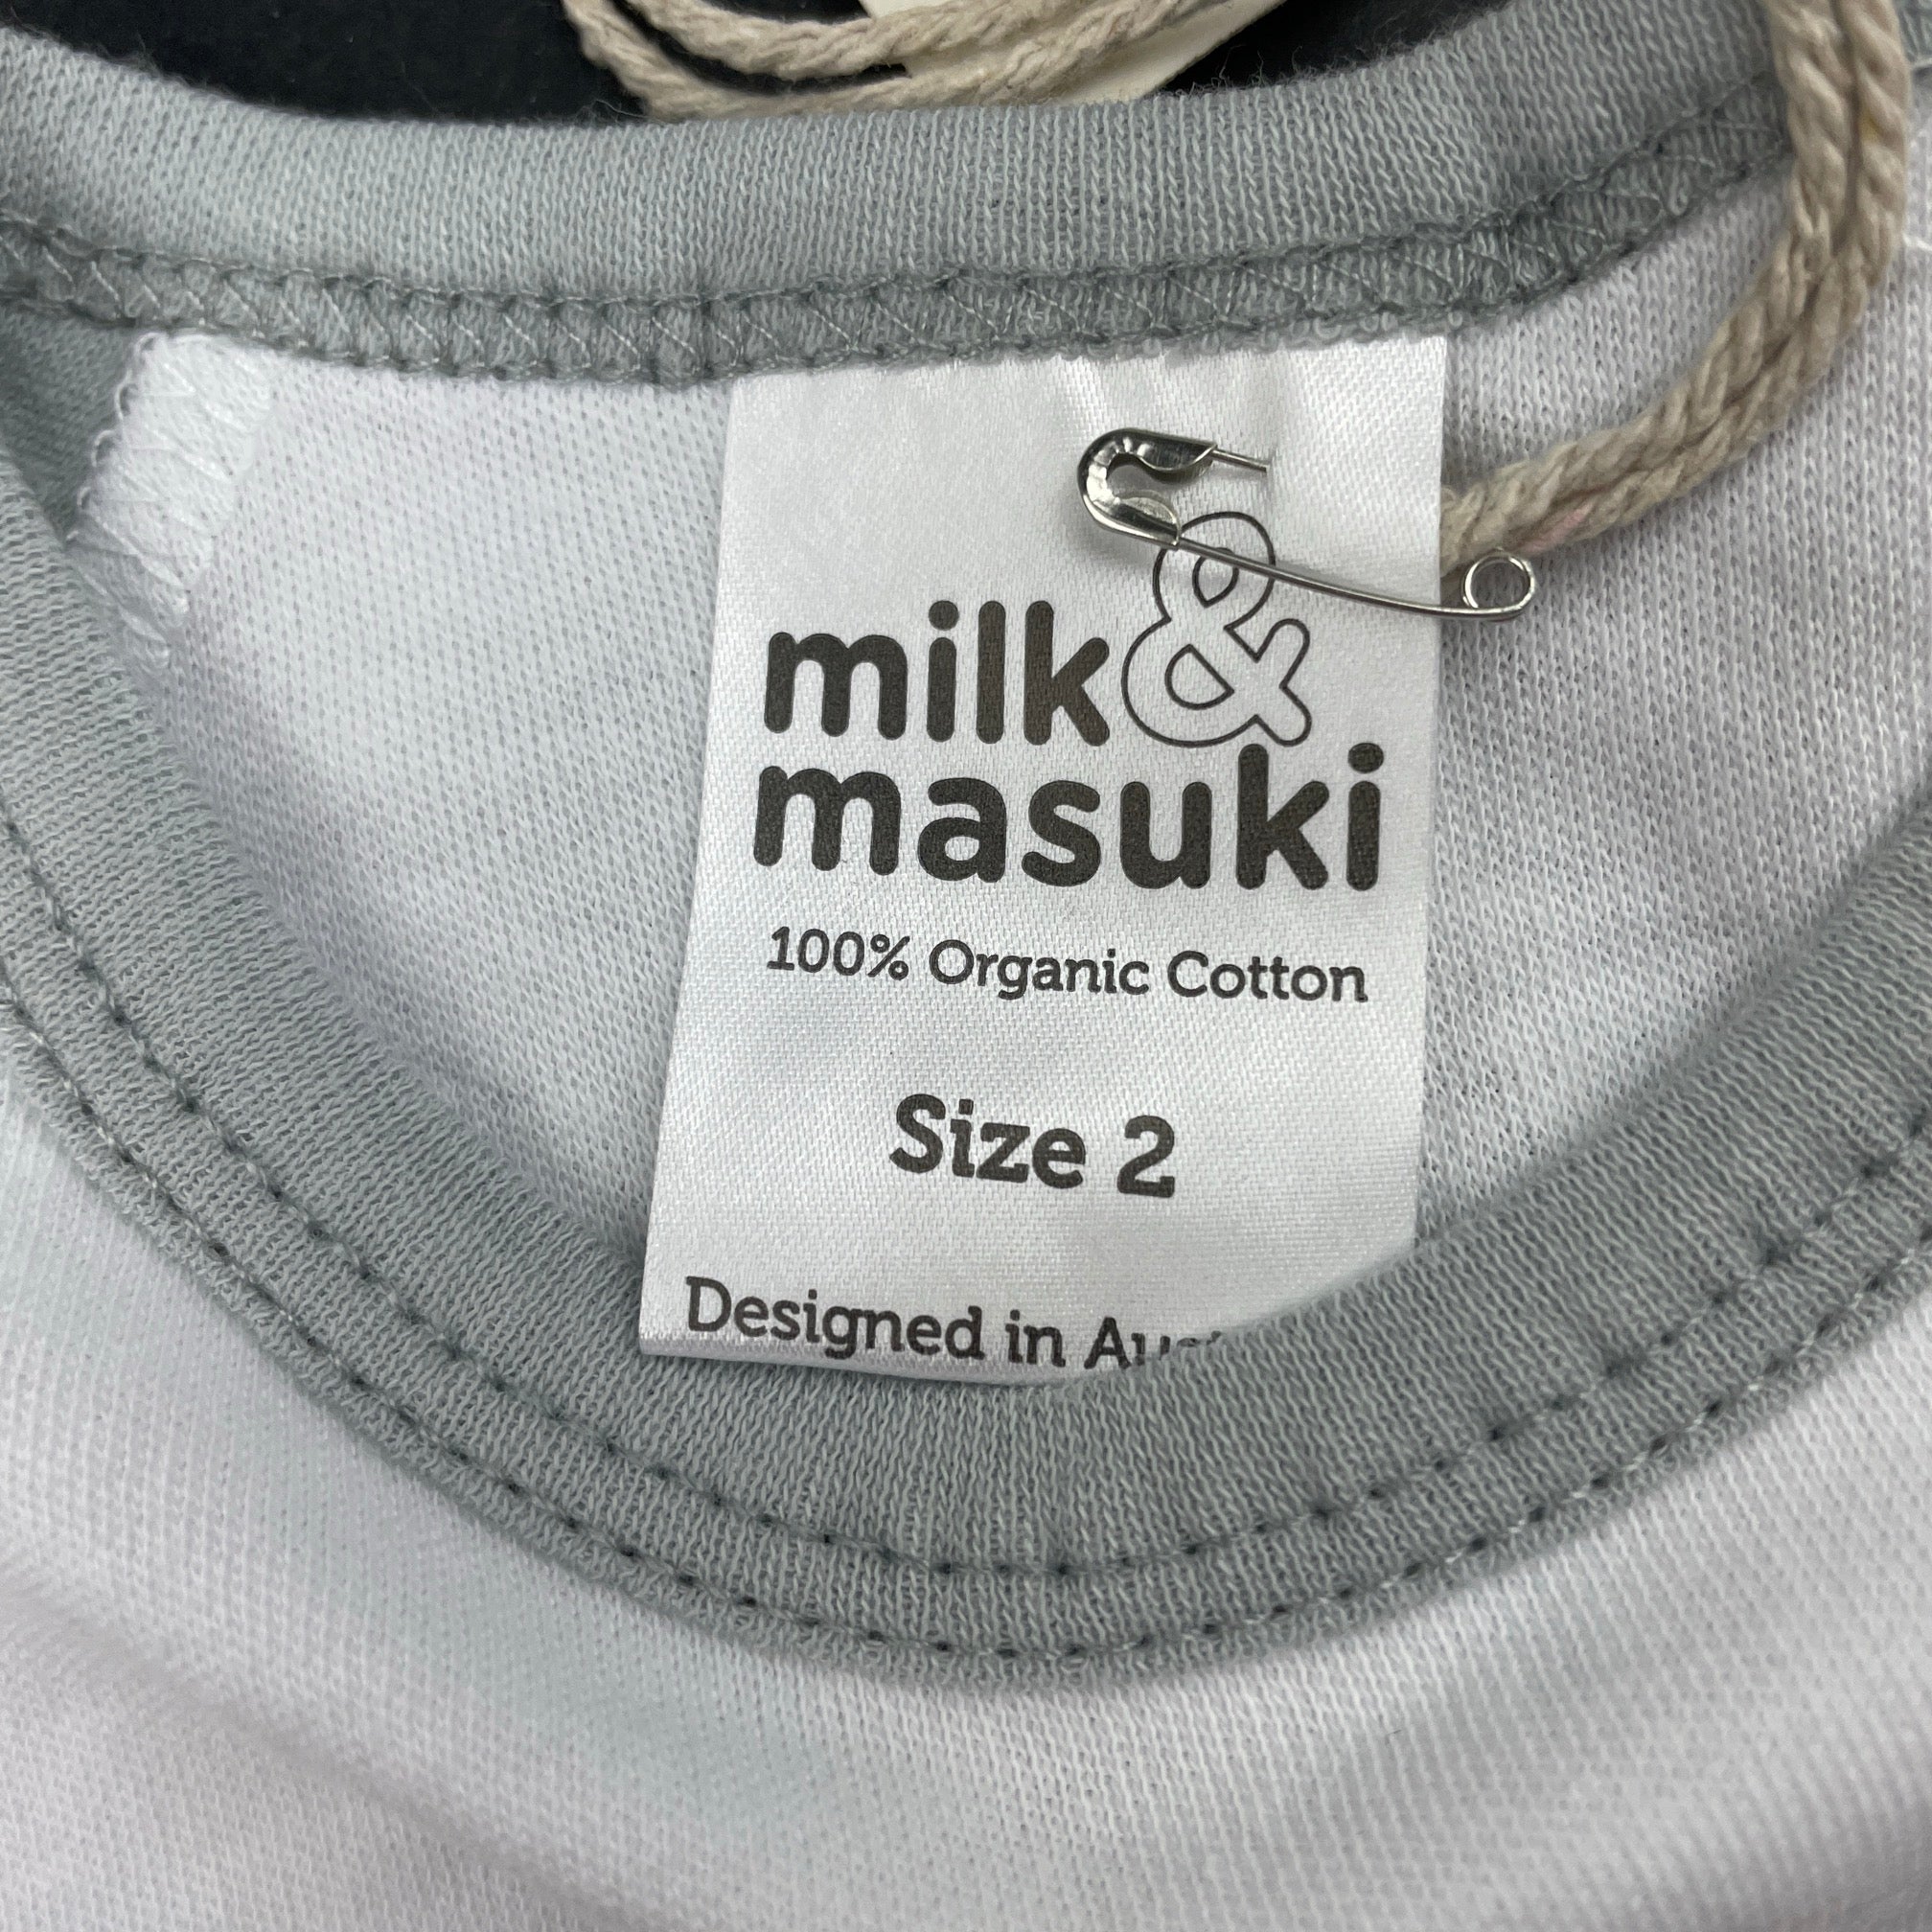 milk &
masuki
100% Organic Cotton
Size 2
Designed in